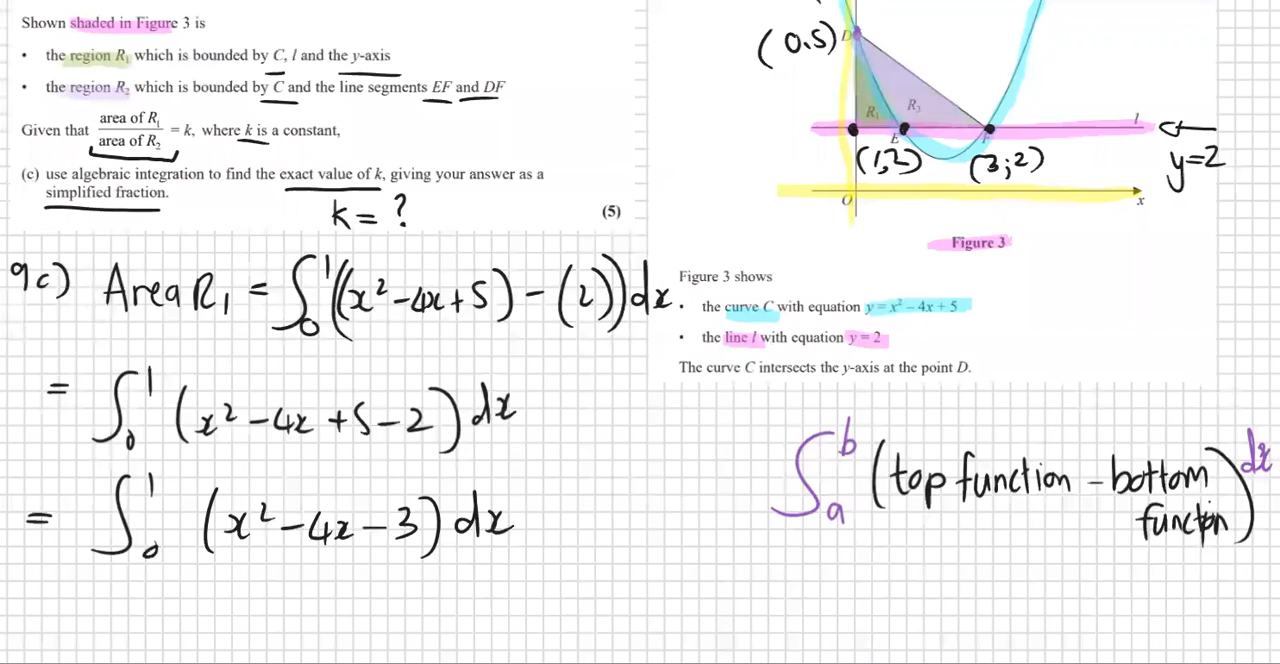 Shown shaded in Figure 3 is
• the region R₁ which is bounded by C, l and the y-axis
• the region R₂ which is bounded by C and the line segments EF and DF
Given that area of R₁ / area of R₂ = k, where k is a constant,
(c) use algebraic integration to find the exact value of k, giving your answer as a
simplified fraction.
(5)
k = ?
9c) Area R₁ = ∫₀¹((x² - 4x + 5) - (2))dx
= ∫₀¹ (x² - 4x + 5 - 2) dx
= ∫₀¹ (x² - 4x - 3) dx
(0.5) D
R₁ R₂
l
E F
(1,2) (3;2)
y=2
O x
Figure 3
Figure 3 shows
• the curve C with equation y = x² – 4x + 5
• the line l with equation y = 2
The curve C intersects the y-axis at the point D.
∫ₐᵇ (top function - bottom
function) dx